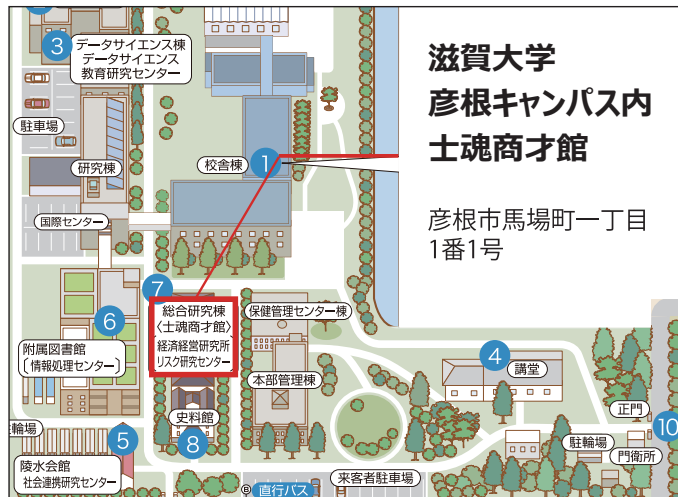 滋賀大学
彦根キャンパス内
士魂商才館
彦根市馬場町一丁目
1番1号
3
データサイエンス棟
データサイエンス
教育研究センター
駐車場
研究棟
校舎棟
1
国際センター
7
総合研究棟
〈士魂商才館〉
経済経営研究所
リスク研究センター
保健管理センター棟
6
附属図書館
〔情報処理センター〕
本部管理棟
4
講堂
史料館
8
正門
10
輪場
5
駐輪場
門衛所
陵水会館
社会連携研究センター
B
直行バス
来客者駐車場